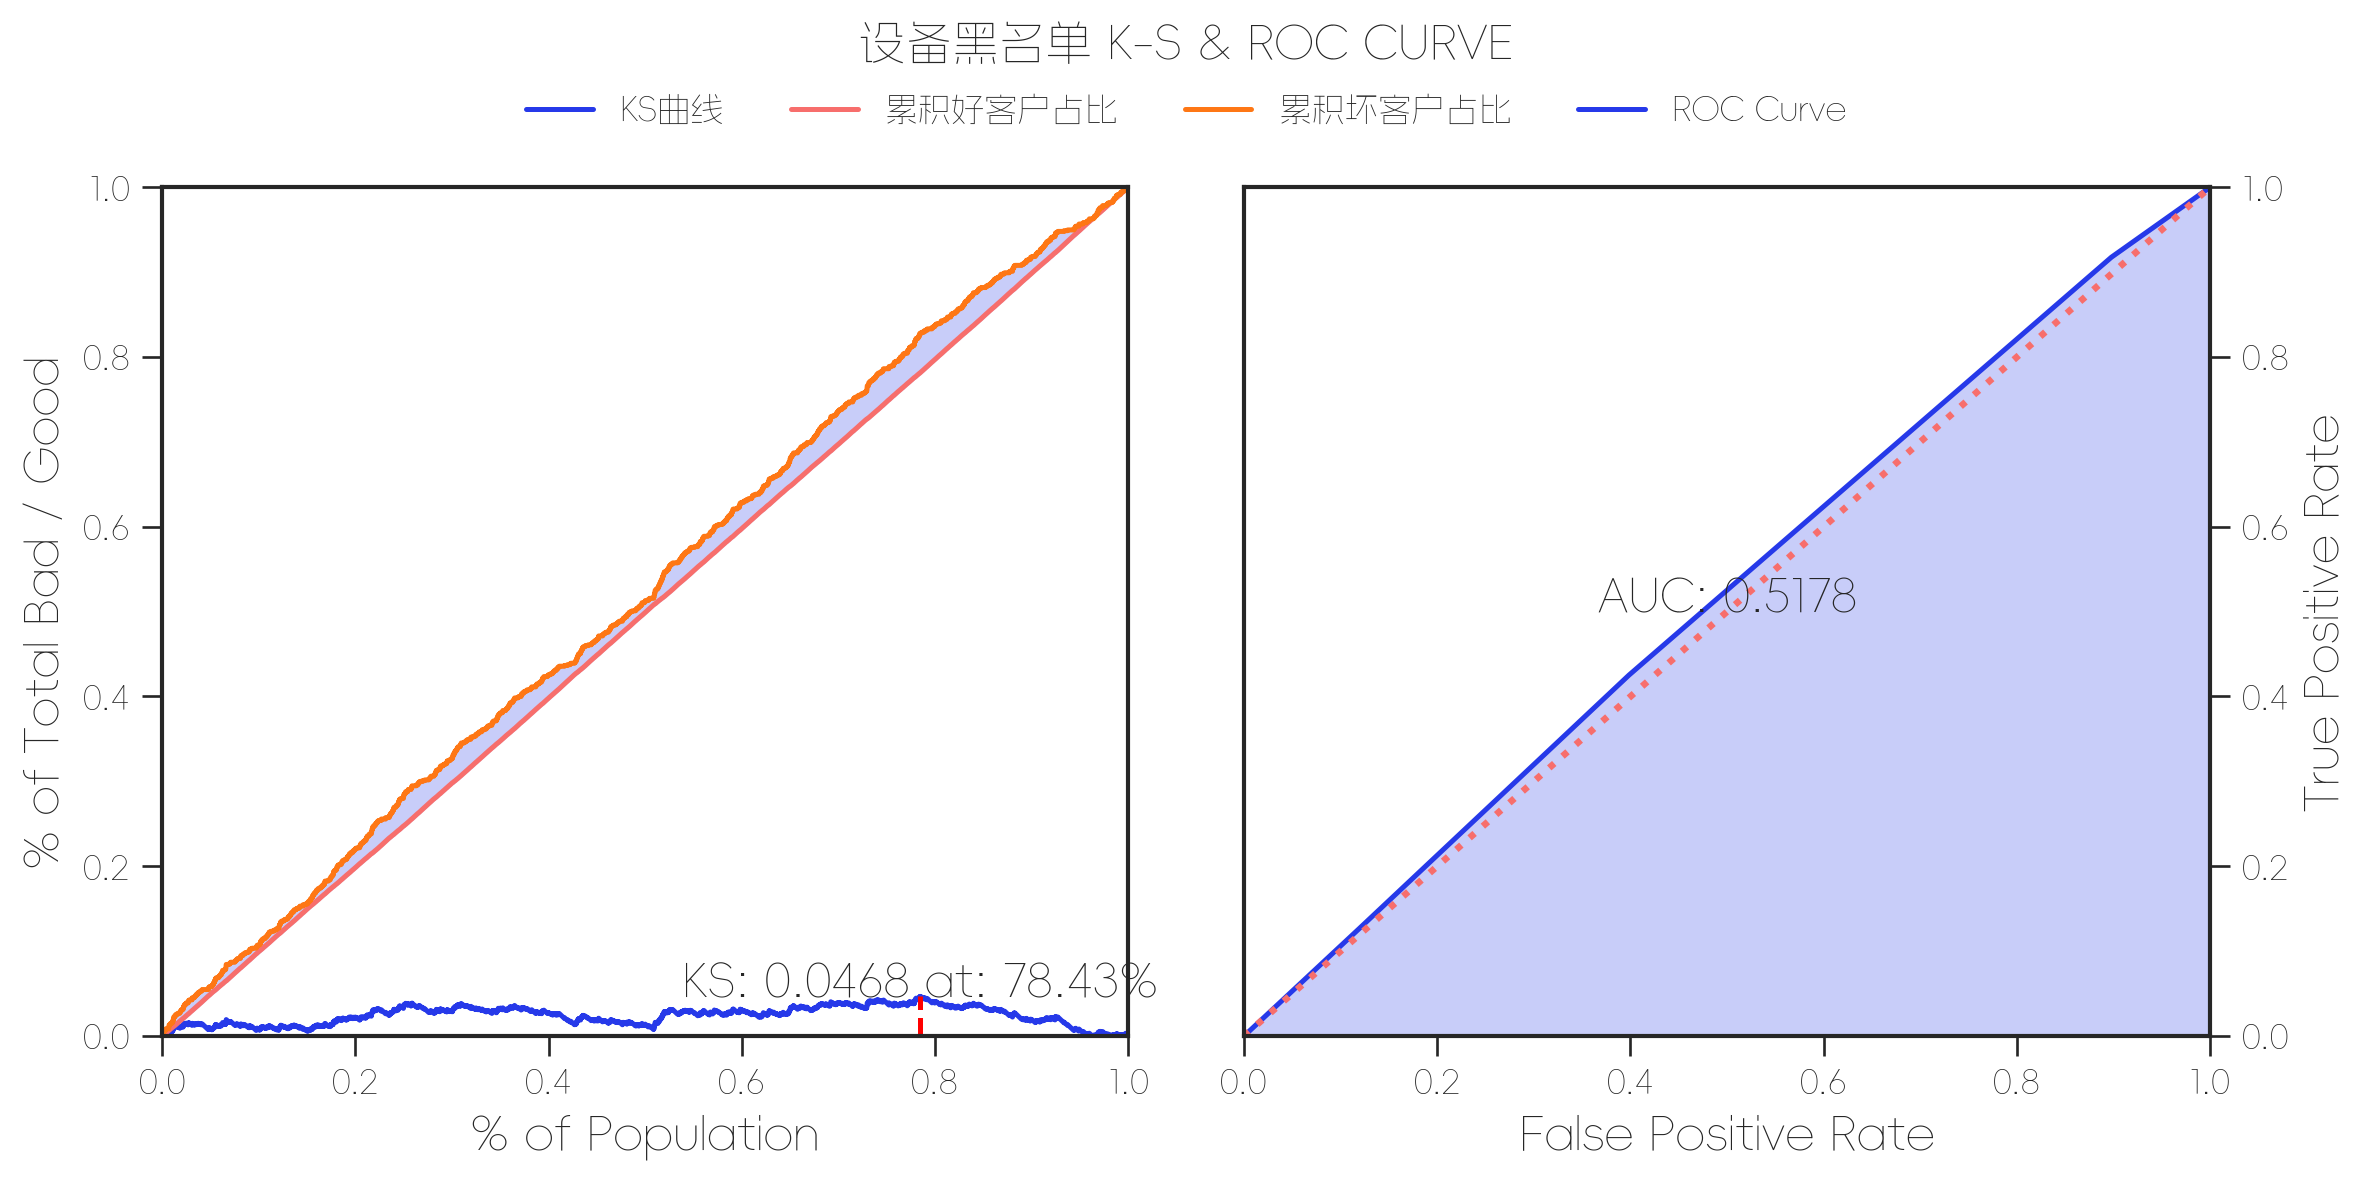 设备黑名单 K-S & ROC CURVE
KS曲线 累积好客户占比 累积坏客户占比 ROC Curve
% of Total Bad / Good
1.0
0.8
0.6
0.4
0.2
0.0
KS: 0.0468 at: 78.43%
0.0 0.2 0.4 0.6 0.8 1.0
% of Population
AUC: 0.5178
0.0 0.2 0.4 0.6 0.8 1.0
False Positive Rate
1.0
0.8
0.6
0.4
0.2
0.0
True Positive Rate